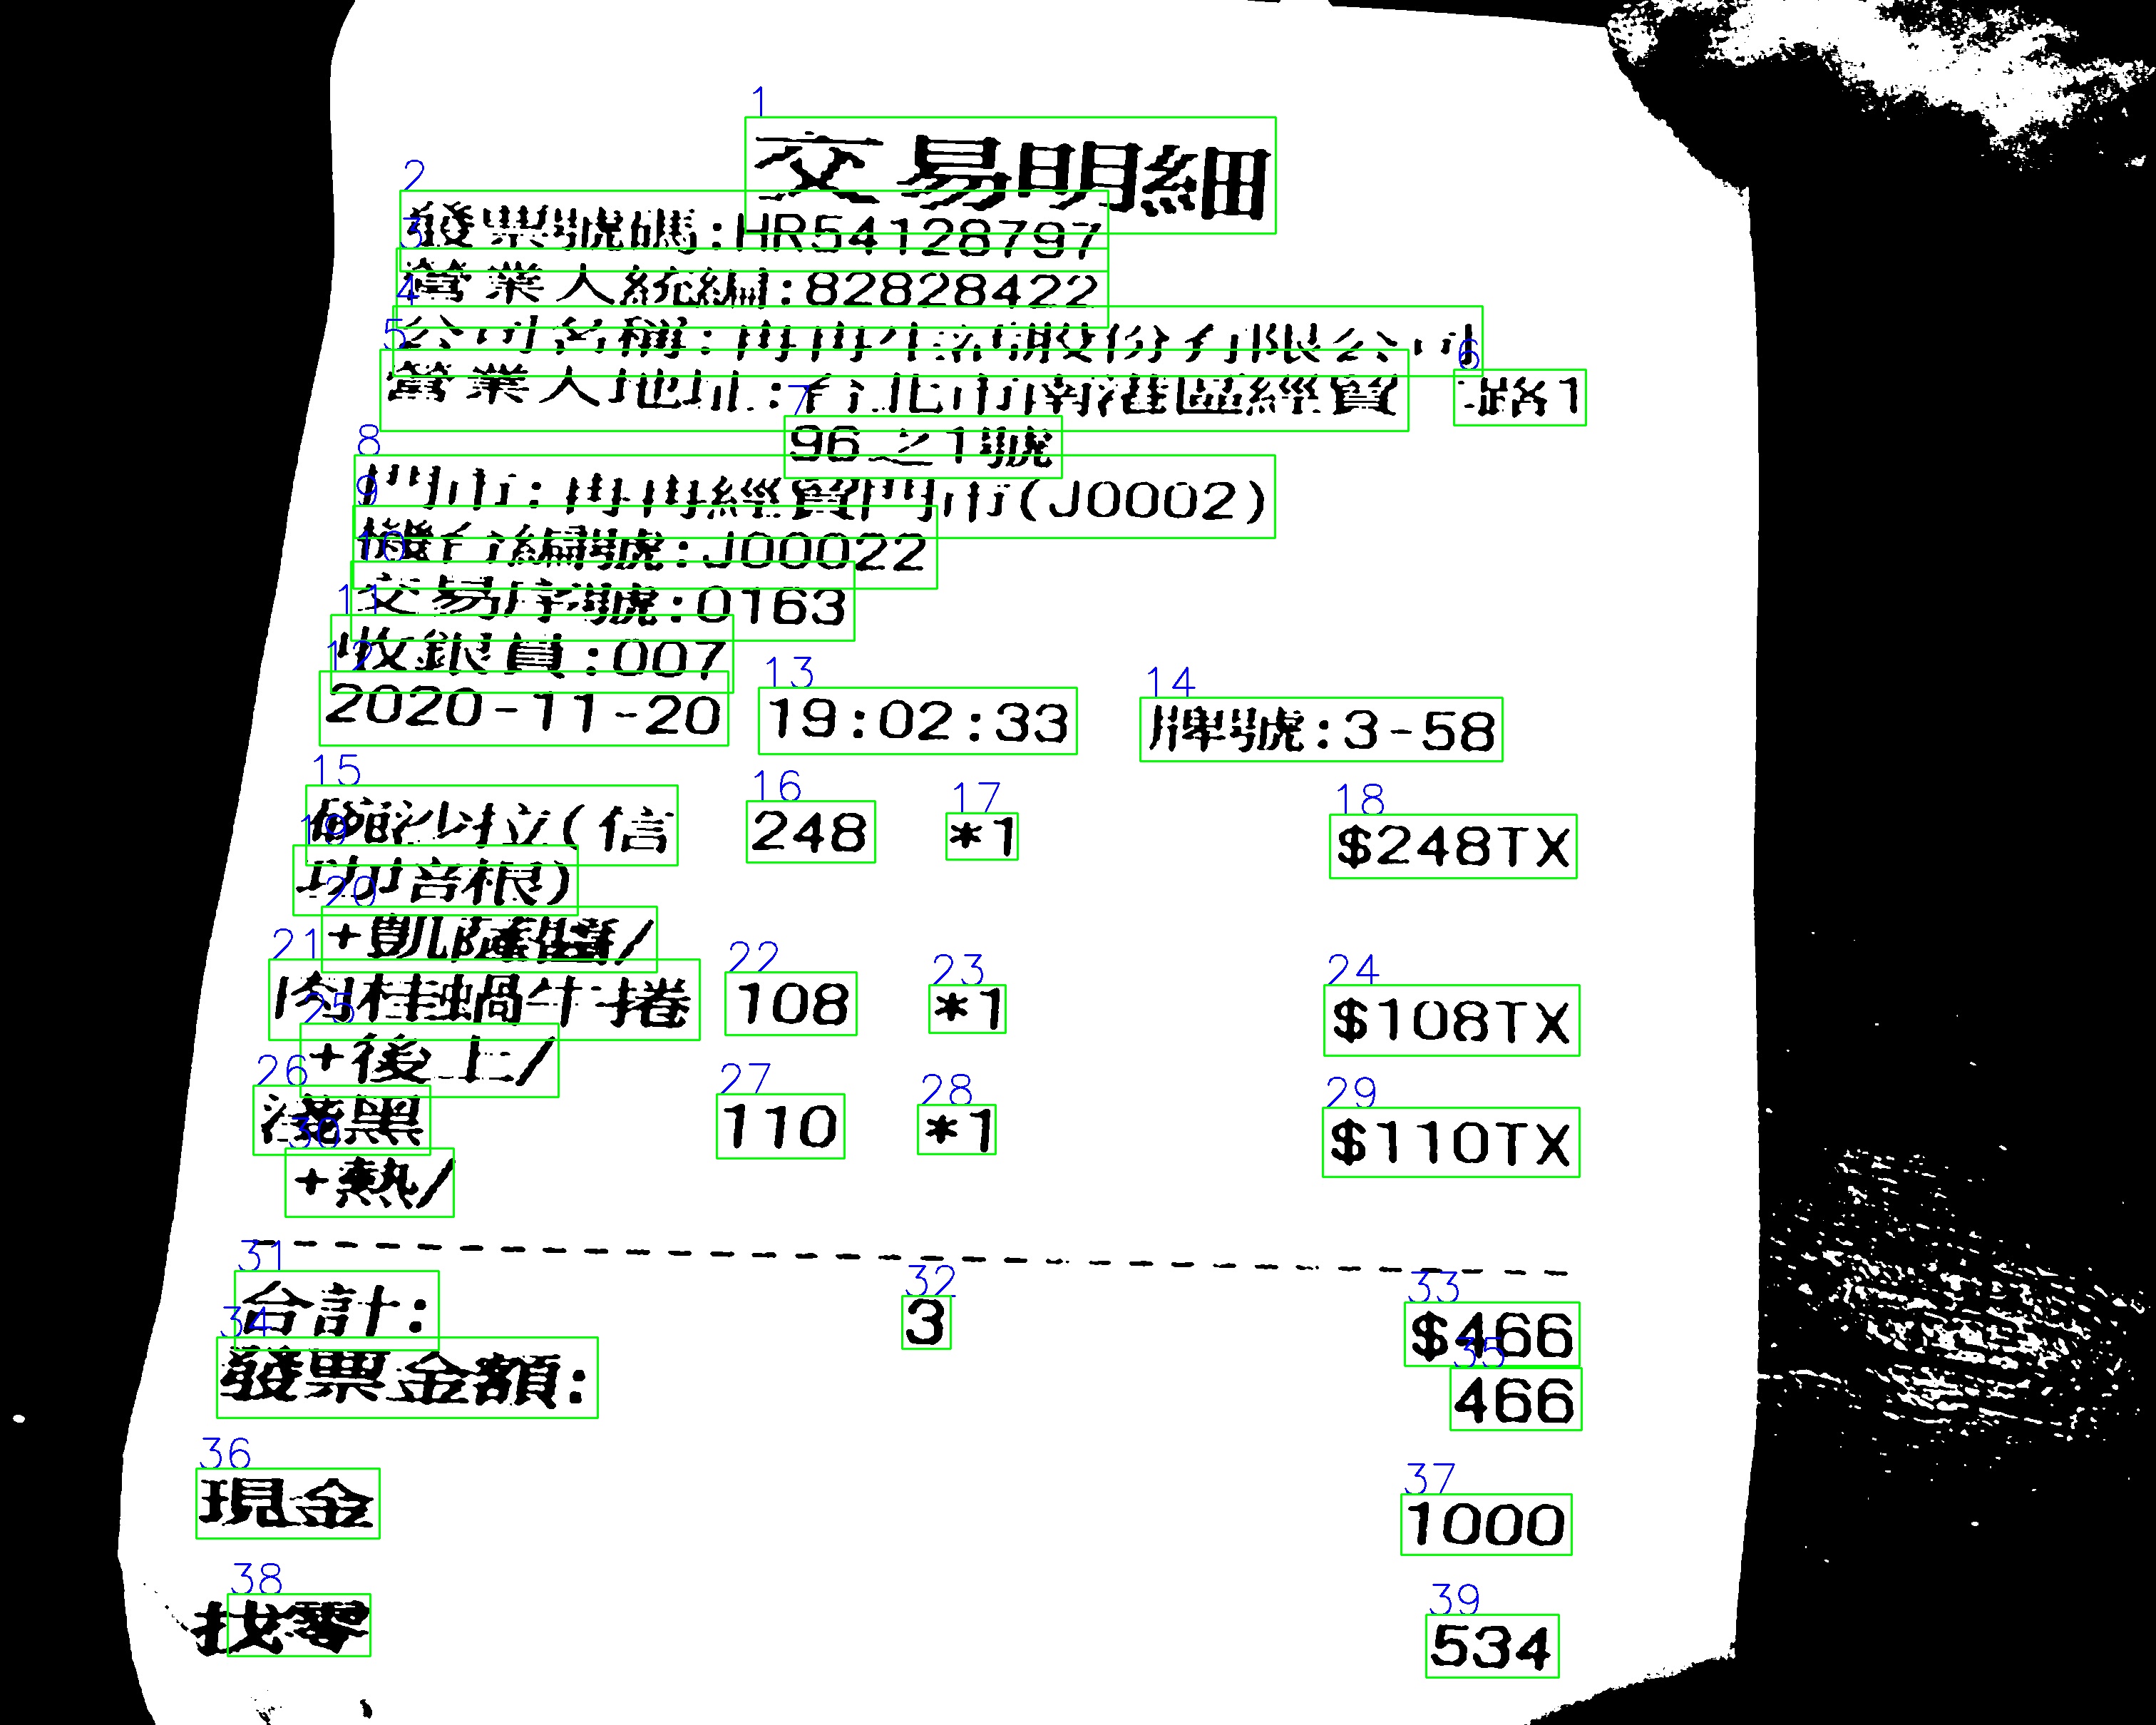 交易明細
發票號碼:HR54128797
營業人統編:82828422
公司名稱:冉冉生活股份有限公司
營業人地址:台北市南港區經貿二路1
96之1號
門市:冉冉經貿門市(J0002)
機台編號:J00022
交易序號:0163
收銀員:007
2020-11-20 19:02:33 牌號:3-58
碗沙拉(信 248 *1 $248TX
功培根)
+凱薩醬/
肉桂蝸牛捲 108 *1 $108TX
+後上/
淺黑 110 *1 $110TX
+熱/
合計: 3 $466
發票金額: 466
現金 1000
找零 534